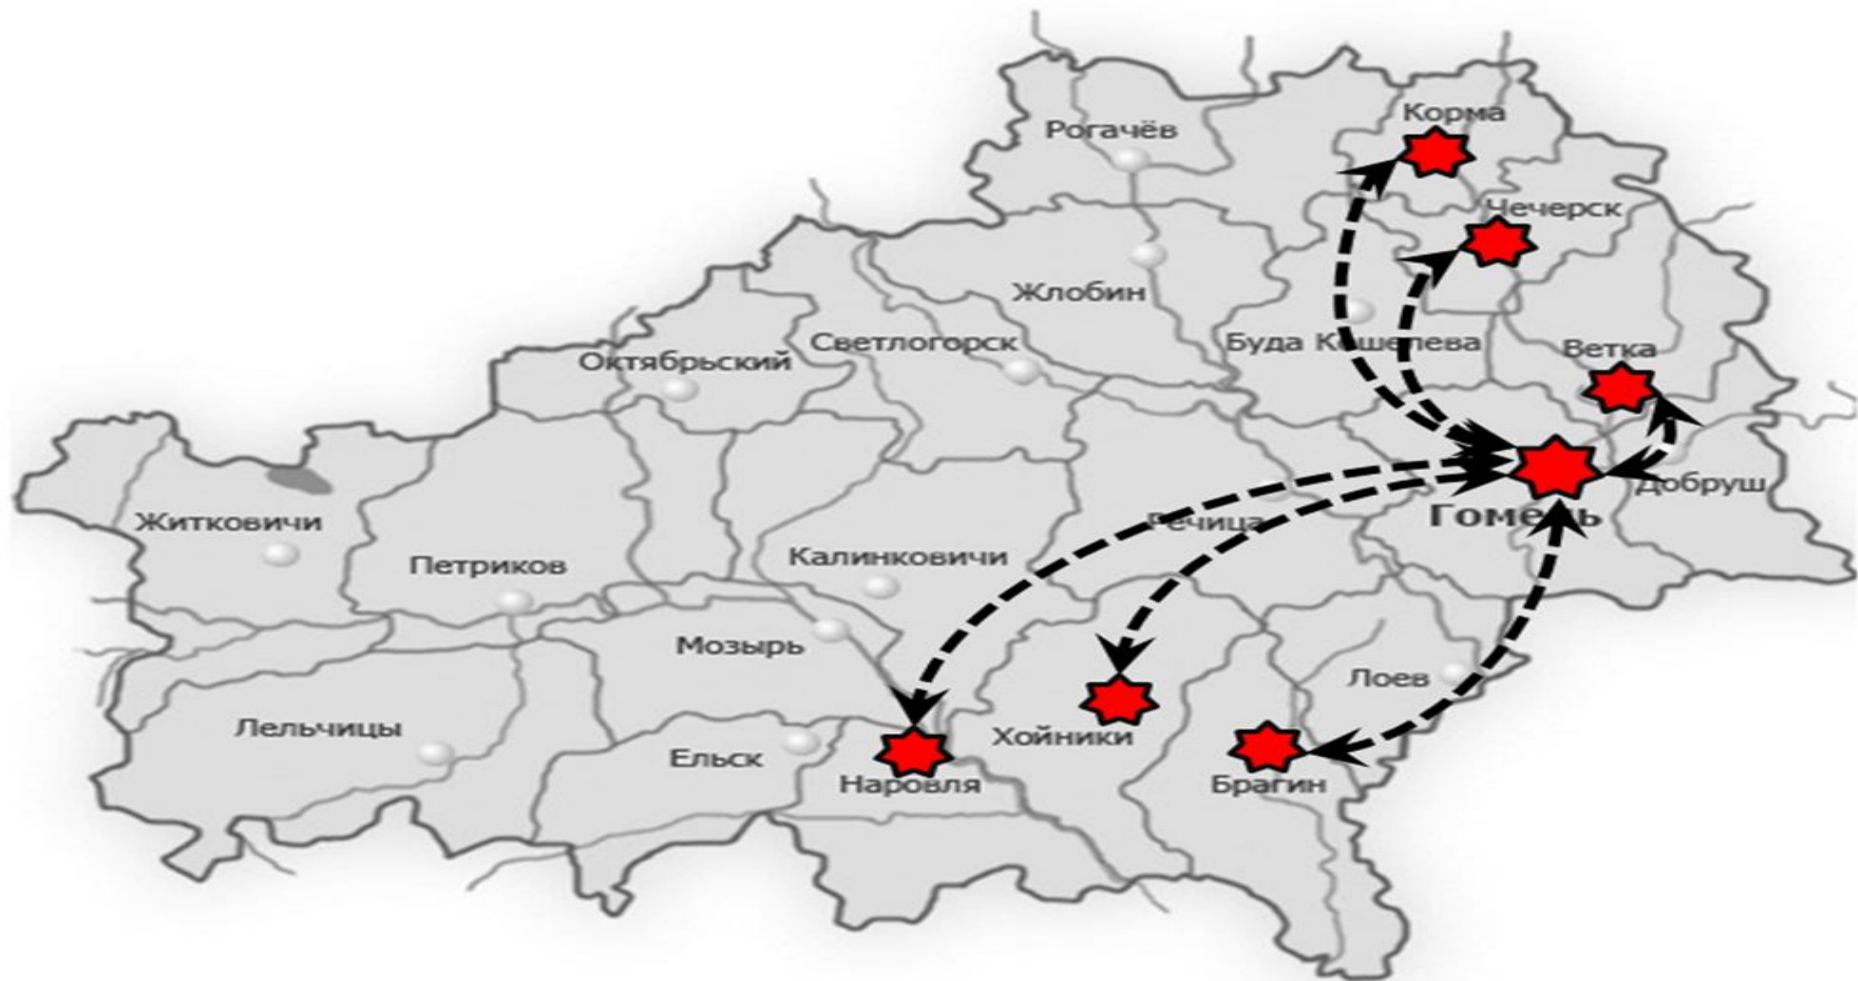 Корма
Рогачёв
Чечерск
Жлобин
Светлогорск
Буда Кошелева
Ветка
Октябрьский
Добруш
Житковичи
Речица
Гомель
Калинковичи
Петриков
Мозырь
Лоев
Лельчицы
Хойники
Ельск
Наровля
Брагин